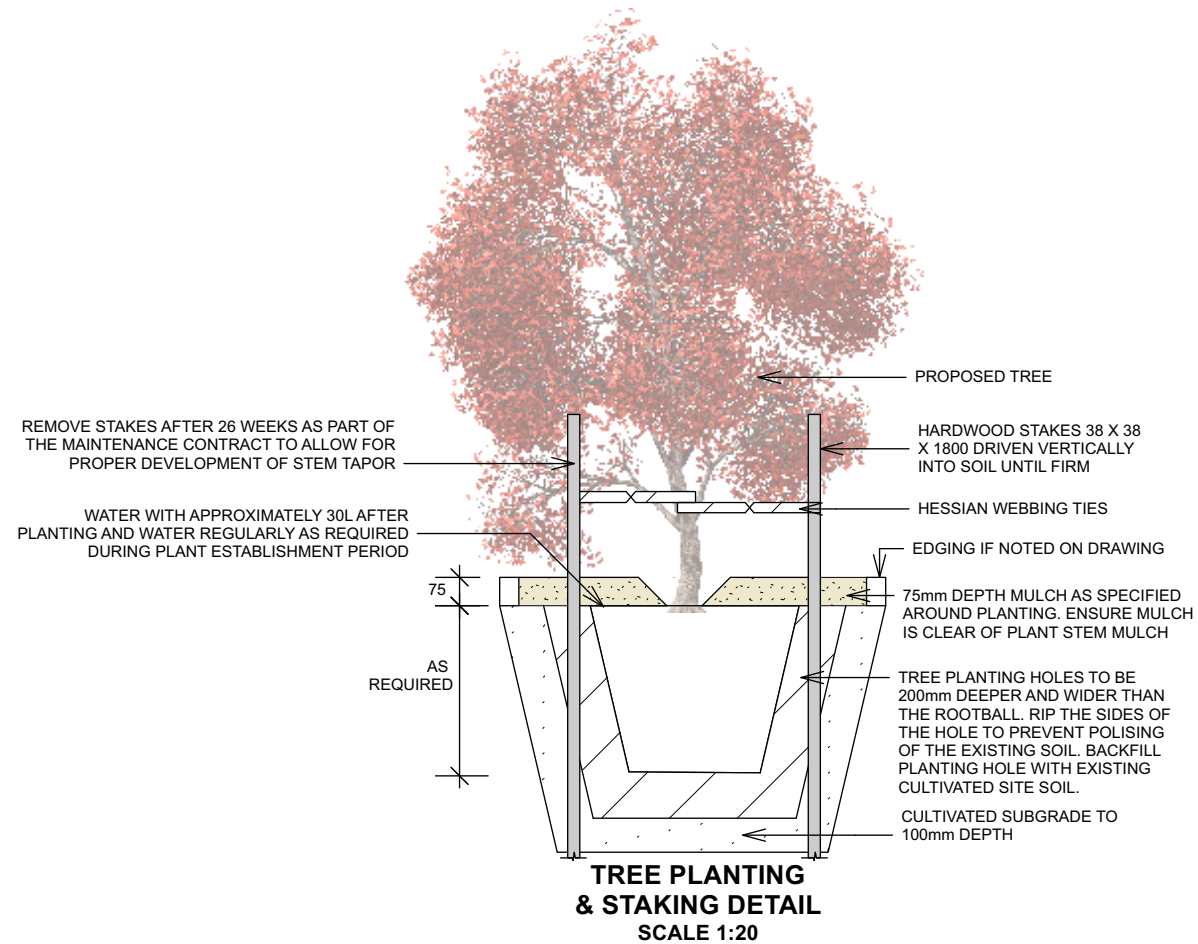 REMOVE STAKES AFTER 26 WEEKS AS PART OF
THE MAINTENANCE CONTRACT TO ALLOW FOR
PROPER DEVELOPMENT OF STEM TAPOR
WATER WITH APPROXIMATELY 30L AFTER
PLANTING AND WATER REGULARLY AS REQUIRED
DURING PLANT ESTABLISHMENT PERIOD
75
AS
REQUIRED
PROPOSED TREE
HARDWOOD STAKES 38 X 38
X 1800 DRIVEN VERTICALLY
INTO SOIL UNTIL FIRM
HESSIAN WEBBING TIES
EDGING IF NOTED ON DRAWING
75mm DEPTH MULCH AS SPECIFIED
AROUND PLANTING. ENSURE MULCH
IS CLEAR OF PLANT STEM MULCH
TREE PLANTING HOLES TO BE
200mm DEEPER AND WIDER THAN
THE ROOTBALL. RIP THE SIDES OF
THE HOLE TO PREVENT POLISING
OF THE EXISTING SOIL. BACKFILL
PLANTING HOLE WITH EXISTING
CULTIVATED SITE SOIL.
CULTIVATED SUBGRADE TO
100mm DEPTH
TREE PLANTING
& STAKING DETAIL
SCALE 1:20